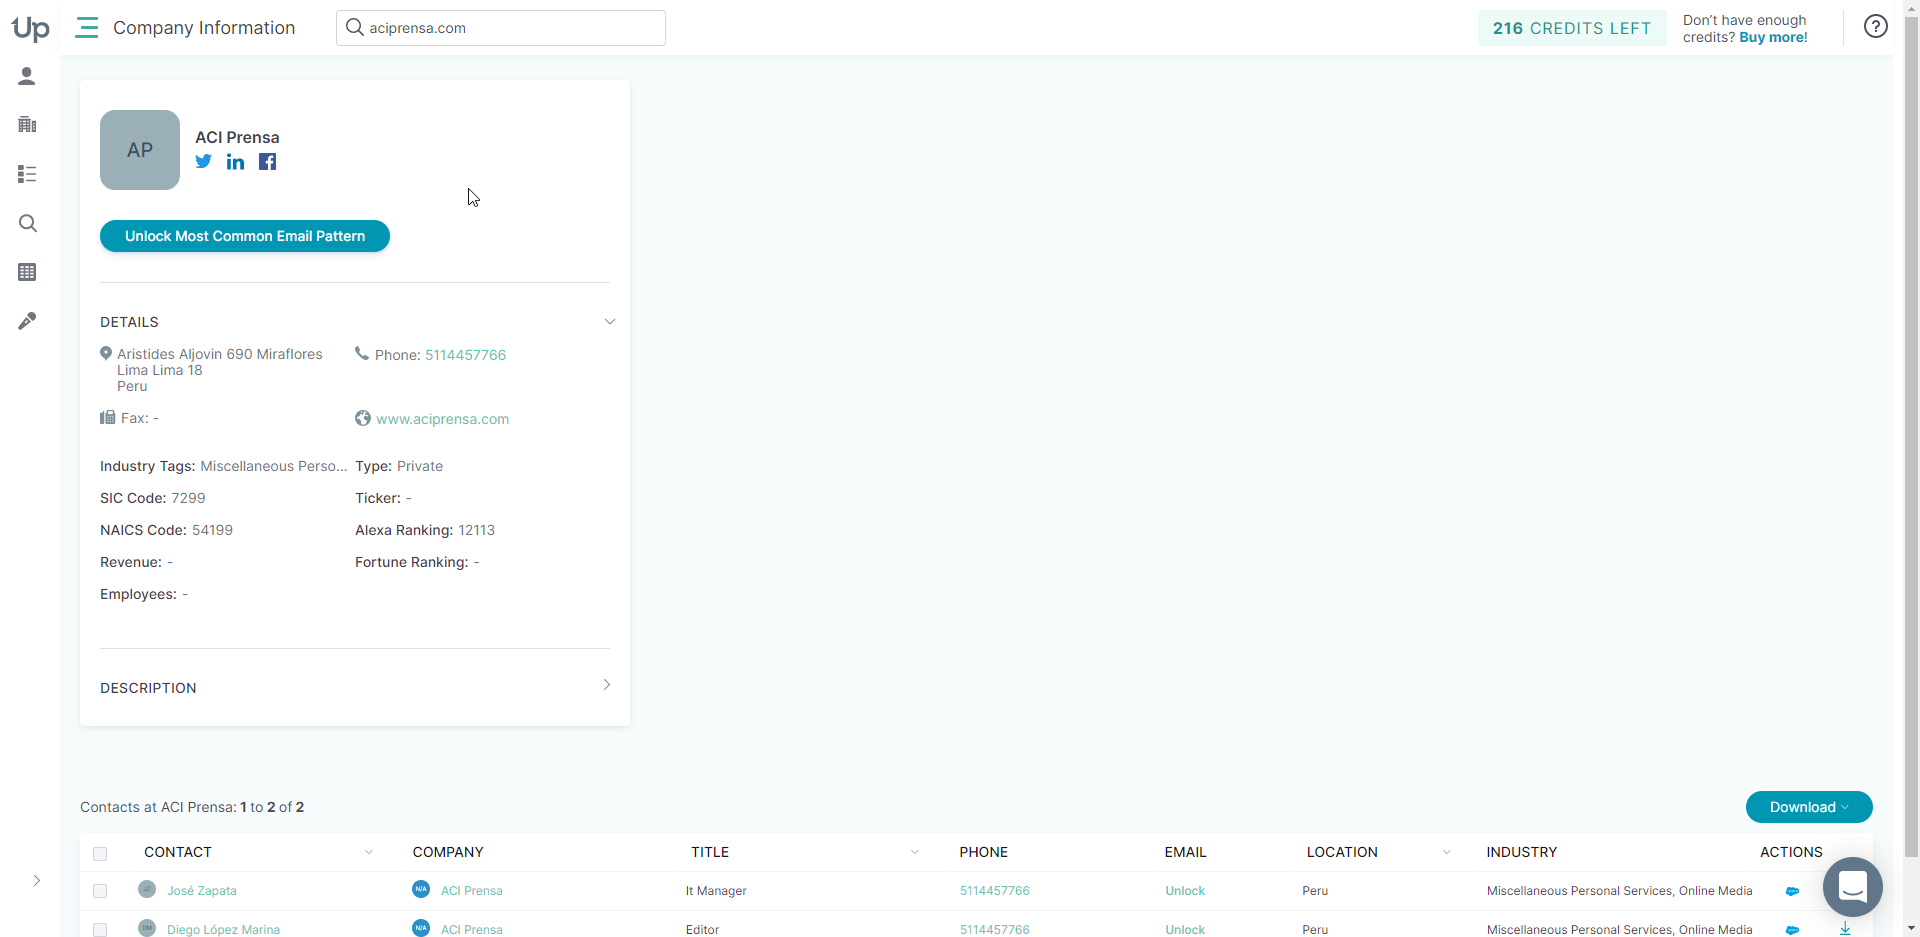 Up
Company Information
aciprensa.com
216 CREDITS LEFT
Don't have enough
credits? Buy more!
AP
ACI Prensa
Unlock Most Common Email Pattern
DETAILS
Aristides Aljovin 690 Miraflores
Lima Lima 18
Peru
Phone: 5114457766
Fax: -
www.aciprensa.com
Industry Tags: Miscellaneous Perso...
Type: Private
SIC Code: 7299
Ticker: -
NAICS Code: 54199
Alexa Ranking: 12113
Revenue: -
Fortune Ranking: -
Employees: -
DESCRIPTION
Contacts at ACI Prensa: 1 to 2 of 2
Download
CONTACT COMPANY TITLE PHONE EMAIL LOCATION INDUSTRY ACTIONS
JZ José Zapata N/A ACI Prensa It Manager 5114457766 Unlock Peru Miscellaneous Personal Services, Online Media
DM Diego López Marina N/A ACI Prensa Editor 5114457766 Unlock Peru Miscellaneous Personal Services, Online Media